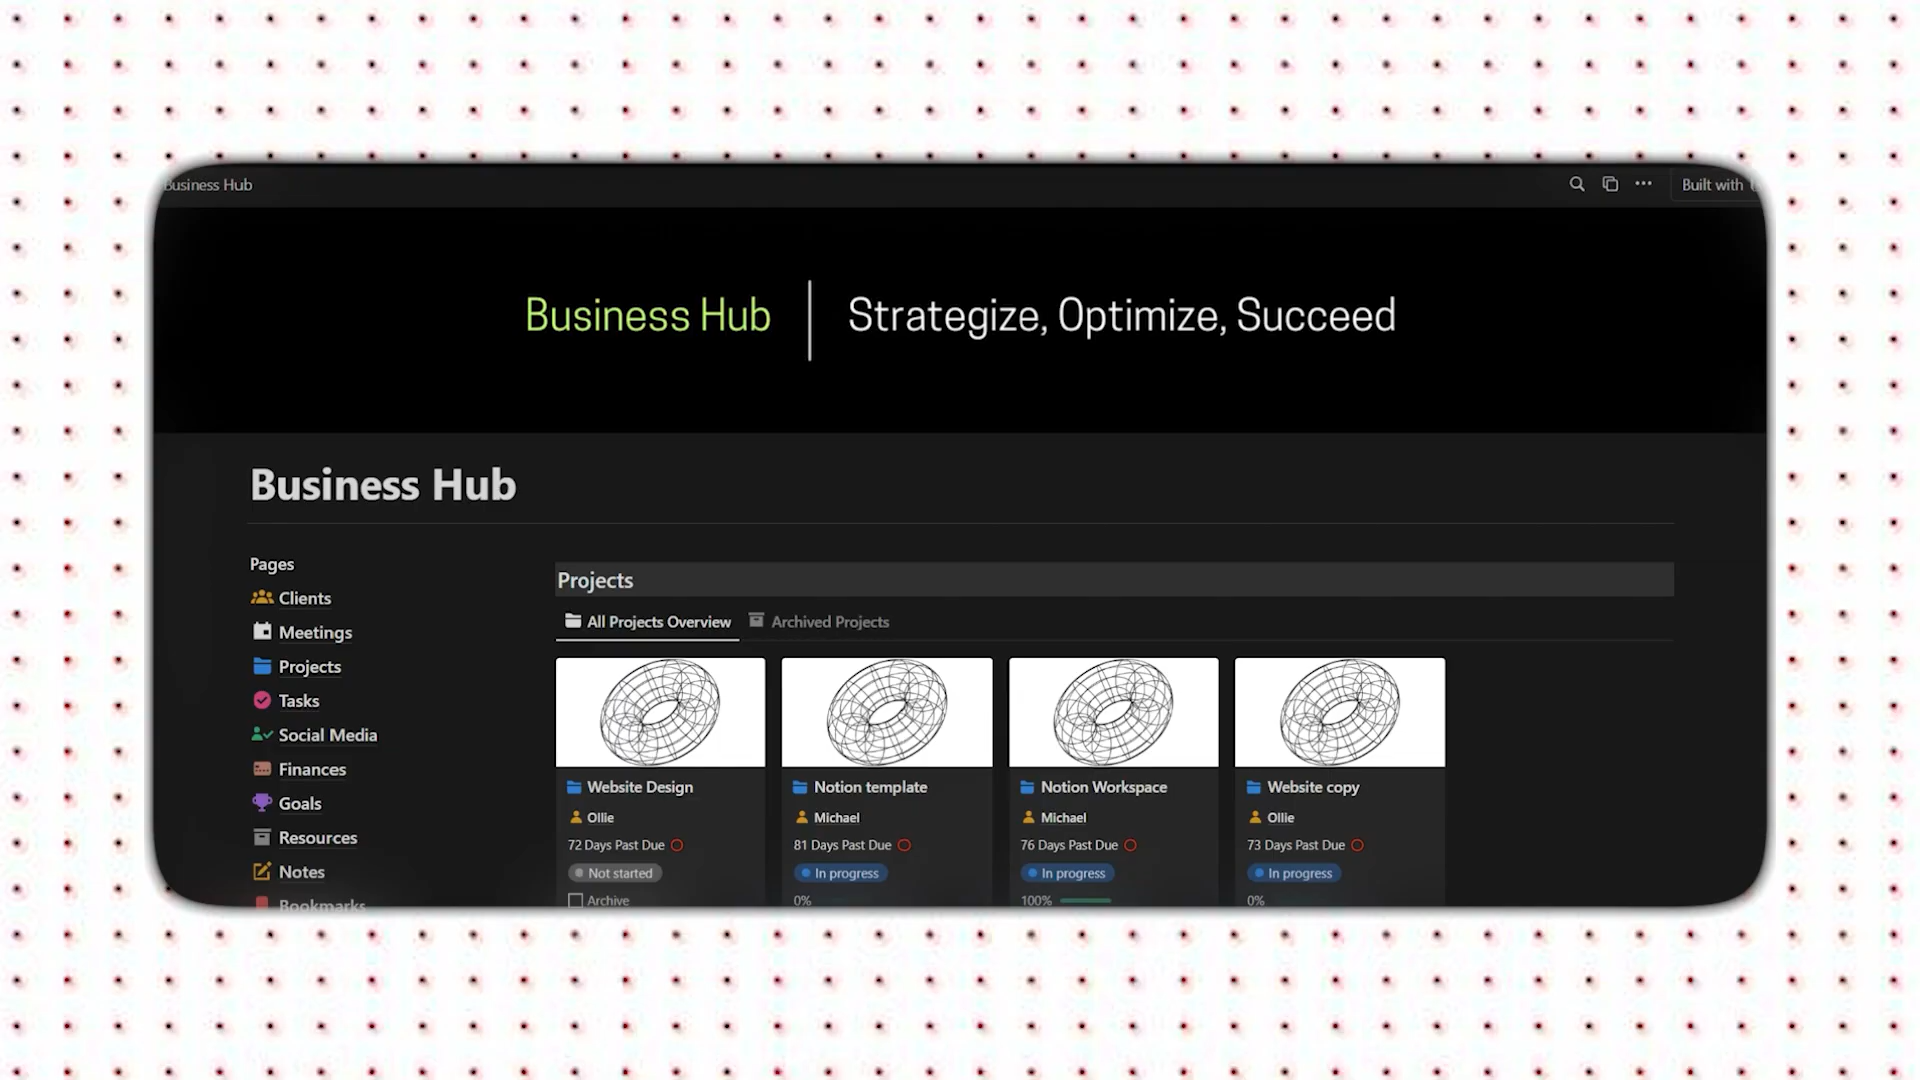 Business Hub
Built with
Business Hub
Strategize, Optimize, Succeed
Business Hub
Pages
Clients
Meetings
Projects
Tasks
Social Media
Finances
Goals
Resources
Notes
Bookmarks
Projects
All Projects Overview
Archived Projects
Website Design
Ollie
72 Days Past Due
Not started
Archive
Notion template
Michael
81 Days Past Due
In progress
0%
Notion Workspace
Michael
76 Days Past Due
In progress
100%
Website copy
Ollie
73 Days Past Due
In progress
0%